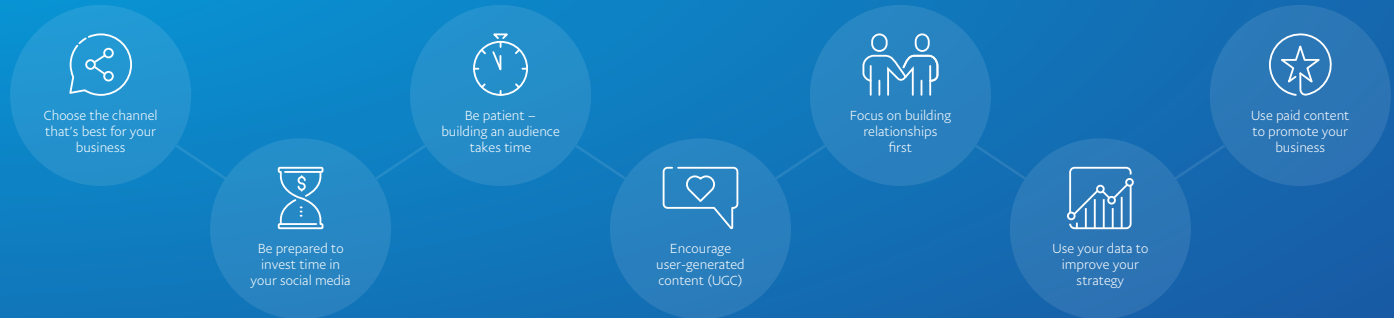 Choose the channel
that's best for your
business
Be prepared to
invest time in
your social media
Be patient –
building an audience
takes time
Encourage
user-generated
content (UGC)
Focus on building
relationships
first
Use your data to
improve your
strategy
Use paid content
to promote your
business